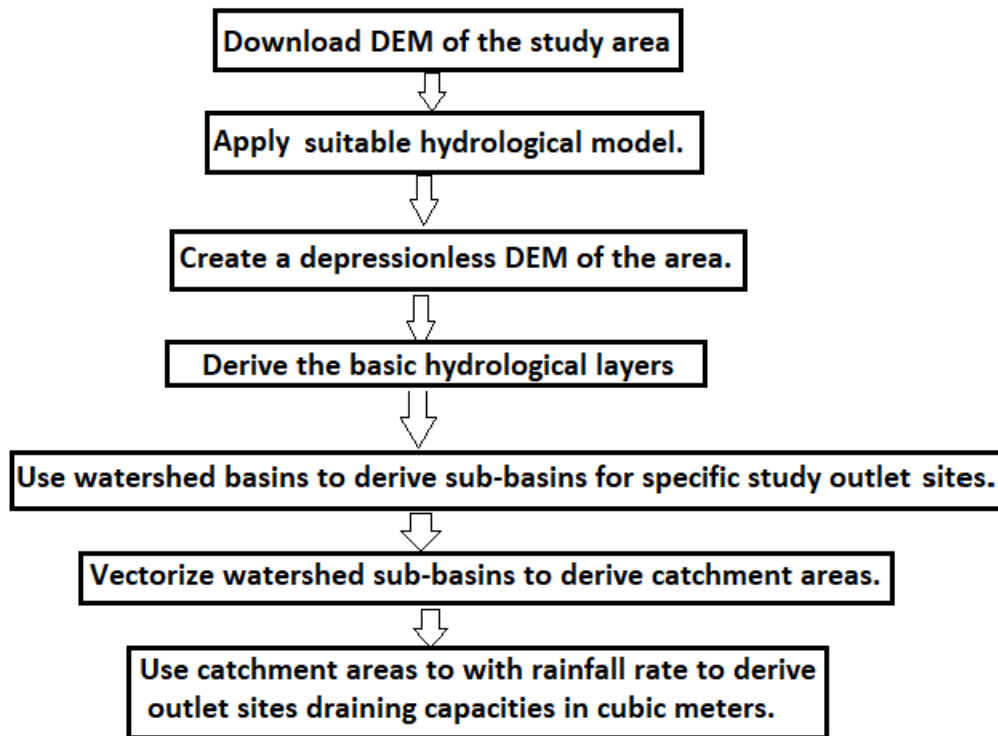 Download DEM of the study area
Apply suitable hydrological model.
Create a depressionless DEM of the area.
Derive the basic hydrological layers
Use watershed basins to derive sub-basins for specific study outlet sites.
Vectorize watershed sub-basins to derive catchment areas.
Use catchment areas to with rainfall rate to derive
outlet sites draining capacities in cubic meters.